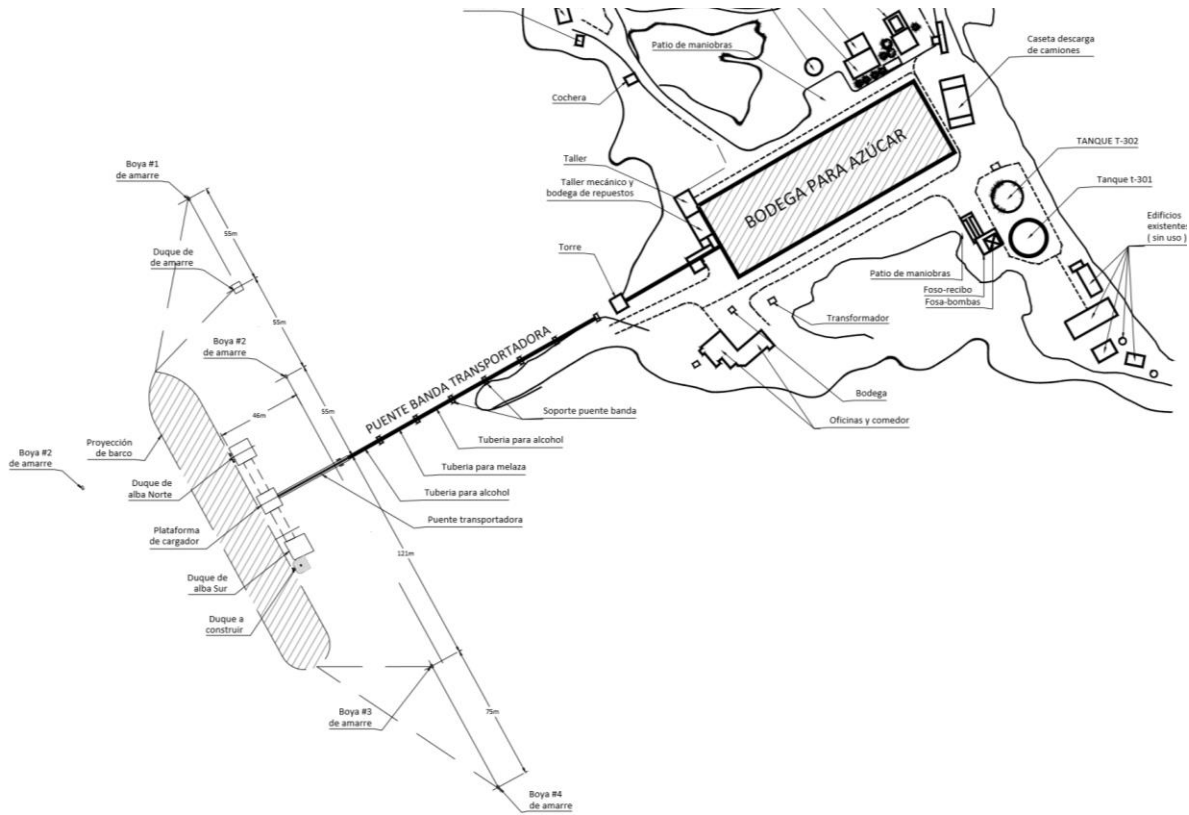 Patio de maniobras
Caseta descarga
de camiones
Cochera
BODEGA PARA AZÚCAR
TANQUE T-302
Taller
Boya #1
de amarre
Taller mecánico y
bodega de repuestos
Tanque t-301
Edificios
existentes
( sin uso )
55m
Duque de
de amarre
Torre
Patio de maniobras
Foso-recibo
Fosa-bombas
Transformador
55m
Boya #2
de amarre
PUENTE BANDA TRANSPORTADORA
Bodega
46m
55m
Soporte puente banda
Oficinas y comedor
Proyección
de barco
Tuberia para alcohol
Boya #2
de amarre
Duque de
alba Norte
Tuberia para melaza
Tuberia para alcohol
Plataforma
de cargador
Puente transportadora
121m
Duque de
alba Sur
Duque a
construir
Boya #3
de amarre
75m
Boya #4
de amarre